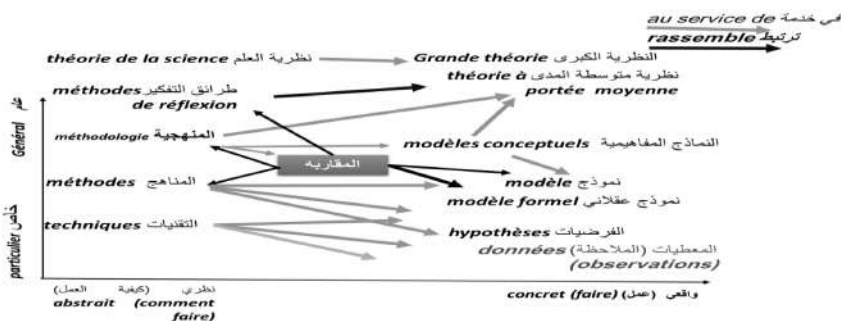 au service de في خدمة
rassemble ترتبط
théorie de la science نظرية العلم
Grande théorie النظرية الكبرى
méthodes طرائق التفكير
de réflexion
théorie à نظرية متوسطة المدى
portée moyenne
méthodologie المنهجية
modèles conceptuels النماذج المفاهيمية
المقاربه
méthodes المناهج
modèle نموذج
modèle formel نموذج عقلاني
techniques التقنيات
hypothèses الفرضيات
données المعطيات (الملاحظة)
(observations)
Général عام
particulier خاص
نظري (كيفية العمل)
abstrait (comment
faire)
concret (faire) واقعي (عمل)